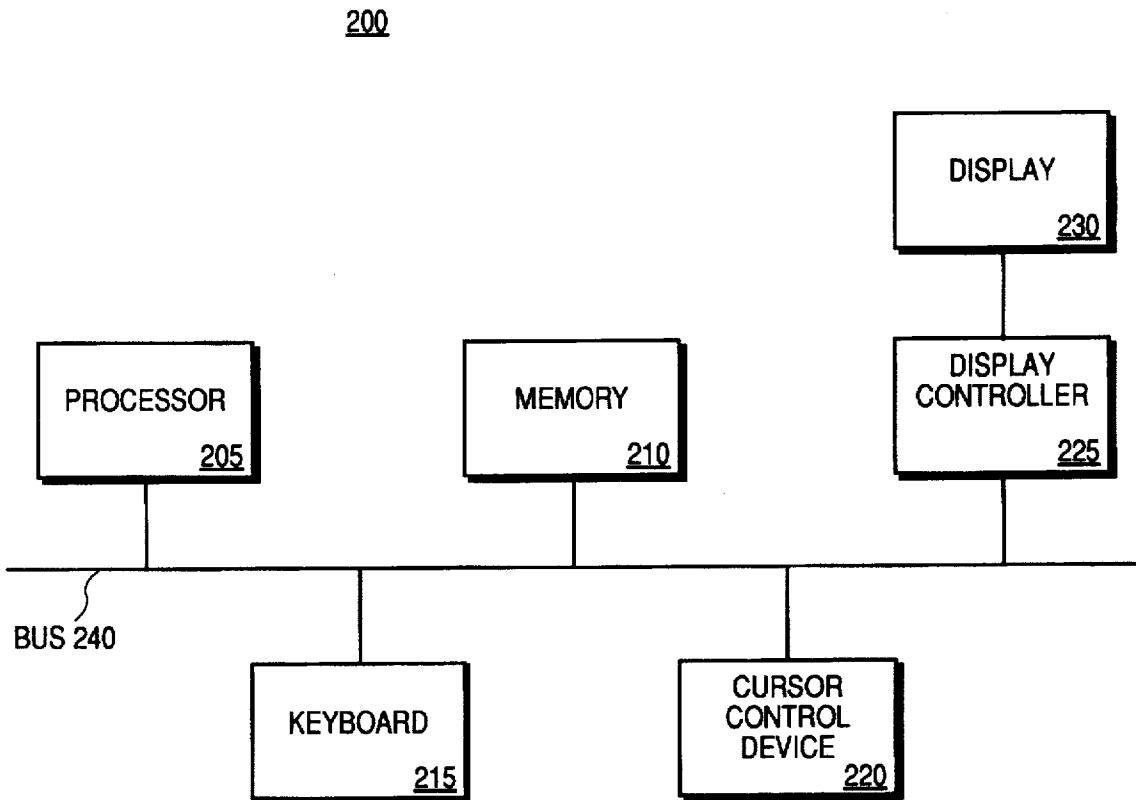 200
DISPLAY
230
PROCESSOR
205
MEMORY
210
DISPLAY
CONTROLLER
225
BUS 240
KEYBOARD
215
CURSOR
CONTROL
DEVICE
220